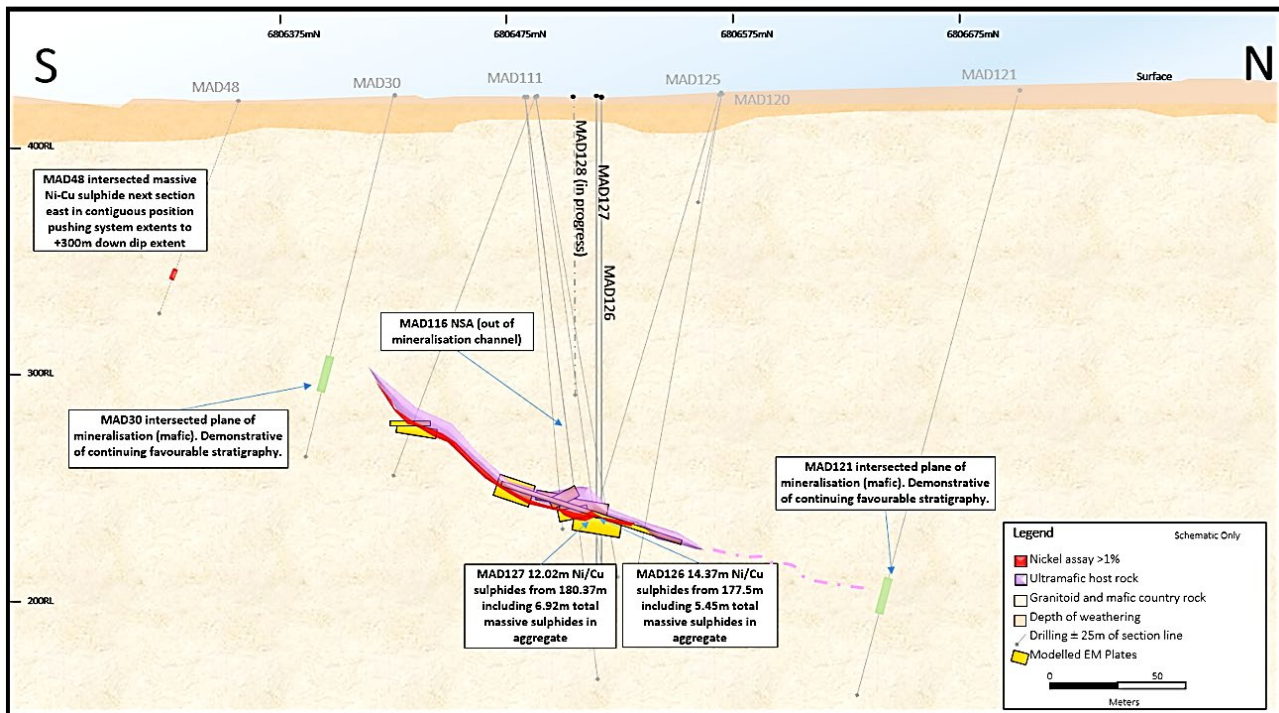 6806375mN
6806475mN
6806575mN
6806675mN
S
N
MAD48
MAD30
MAD111
MAD125
MAD120
MAD121
Surface
400RL
300RL
200RL
MAD128 (in progress)
MAD127
MAD126
MAD48 intersected massive
Ni-Cu sulphide next section
east in contiguous position
pushing system extents to
+300m down dip extent
MAD116 NSA (out of
mineralisation channel)
MAD30 intersected plane of
mineralisation (mafic). Demonstrative
of continuing favourable stratigraphy.
MAD121 intersected plane of
mineralisation (mafic). Demonstrative
of continuing favourable stratigraphy.
MAD127 12.02m Ni/Cu
sulphides from 180.37m
including 6.92m total
massive sulphides in
aggregate
MAD126 14.37m Ni/Cu
sulphides from 177.5m
including 5.45m total
massive sulphides in
aggregate
Legend
Schematic Only
Nickel assay >1%
Ultramafic host rock
Granitoid and mafic country rock
Depth of weathering
Drilling ± 25m of section line
Modelled EM Plates
0 50
Meters